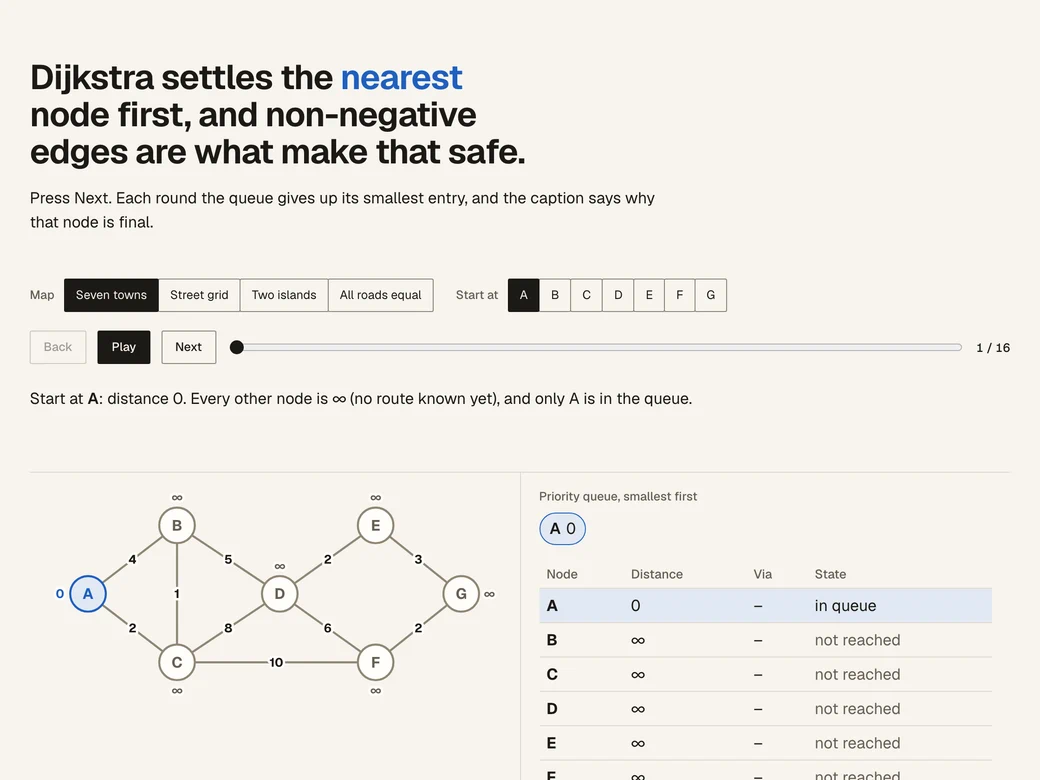 Dijkstra settles the nearest
node first, and non-negative
edges are what make that safe.
Press Next. Each round the queue gives up its smallest entry, and the caption says why
that node is final.
Map Seven towns Street grid Two islands All roads equal Start at A B C D E F G
Back Play Next 1 / 16
Start at A: distance 0. Every other node is ∞ (no route known yet), and only A is in the queue.
∞ ∞
B E
4 5 2 3
∞
0 A 1 D G ∞
2 8 6 2
C 10 F
∞ ∞
Priority queue, smallest first
A 0
Node Distance Via State
A 0 – in queue
B ∞ – not reached
C ∞ – not reached
D ∞ – not reached
E ∞ – not reached
F ∞ – not reached